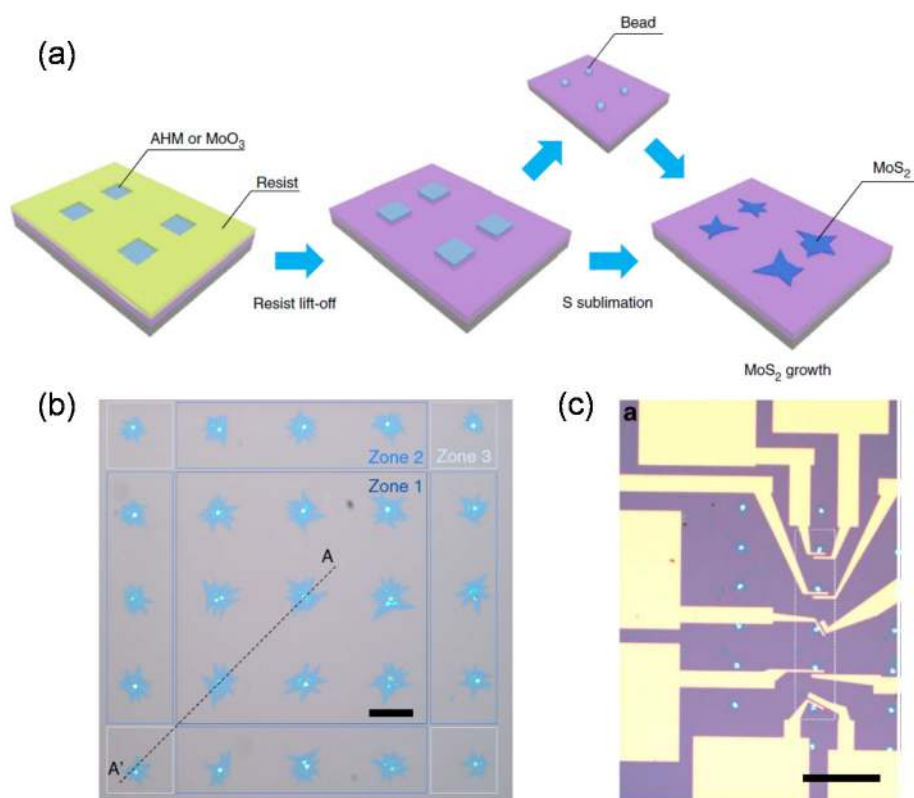 (a)
Bead
AHM or MoO₃
Resist
MoS₂
Resist lift-off
S sublimation
MoS₂ growth
(b)
(c)
a
Zone 2
Zone 3
Zone 1
A
A'